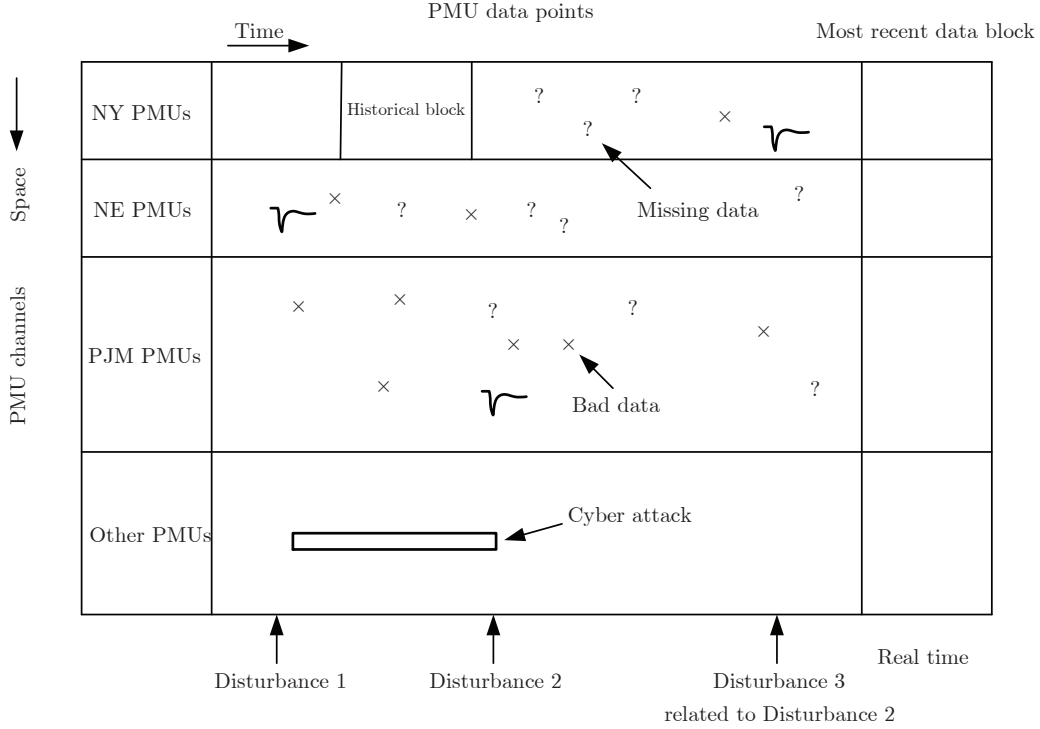 PMU data points
Time
Most recent data block
NY PMUs
Historical block
?
?
?
×
Space
NE PMUs
×
?
×
?
?
?
Missing data
PMU channels
PJM PMUs
×
×
?
?
×
×
×
×
?
Bad data
Other PMUs
Cyber attack
Real time
Disturbance 1
Disturbance 2
Disturbance 3
related to Disturbance 2